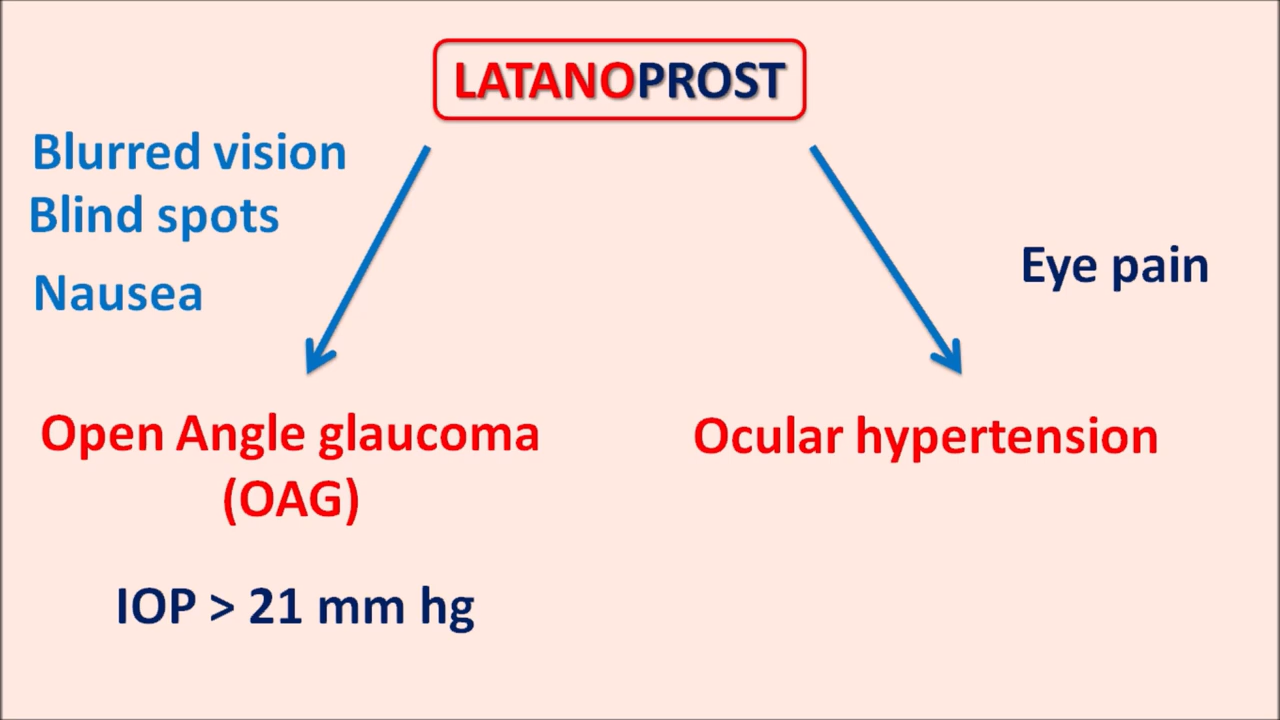 LATANOPROST
Blurred vision
Blind spots
Nausea
Eye pain
Open Angle glaucoma
(OAG)
Ocular hypertension
IOP > 21 mm hg